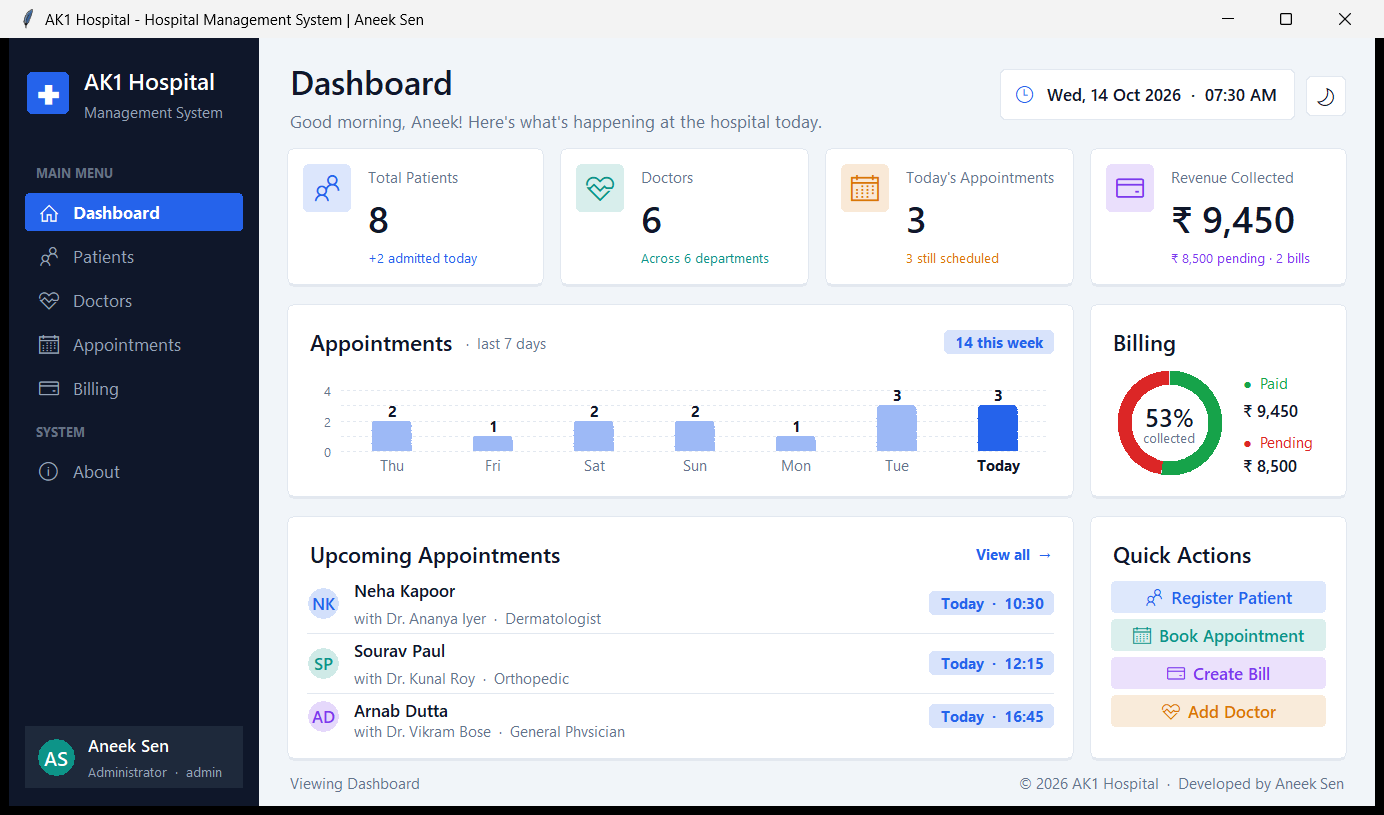 AK1 Hospital - Hospital Management System | Aneek Sen
AK1 Hospital
Management System
MAIN MENU
Dashboard
Patients
Doctors
Appointments
Billing
SYSTEM
About
Aneek Sen
AS
Administrator · admin
Dashboard
Good morning, Aneek! Here's what's happening at the hospital today.
Wed, 14 Oct 2026 · 07:30 AM
Total Patients
8
+2 admitted today
Doctors
6
Across 6 departments
Today's Appointments
3
3 still scheduled
Revenue Collected
₹ 9,450
₹ 8,500 pending · 2 bills
Appointments · last 7 days
14 this week
4
2
0
2
1
2
2
1
3
3
Thu
Fri
Sat
Sun
Mon
Tue
Today
Billing
53%
collected
● Paid
₹ 9,450
● Pending
₹ 8,500
Upcoming Appointments
View all →
NK
Neha Kapoor
with Dr. Ananya Iyer · Dermatologist
Today · 10:30
SP
Sourav Paul
with Dr. Kunal Roy · Orthopedic
Today · 12:15
AD
Arnab Dutta
with Dr. Vikram Bose · General Physician
Today · 16:45
Quick Actions
Register Patient
Book Appointment
Create Bill
Add Doctor
Viewing Dashboard
© 2026 AK1 Hospital · Developed by Aneek Sen